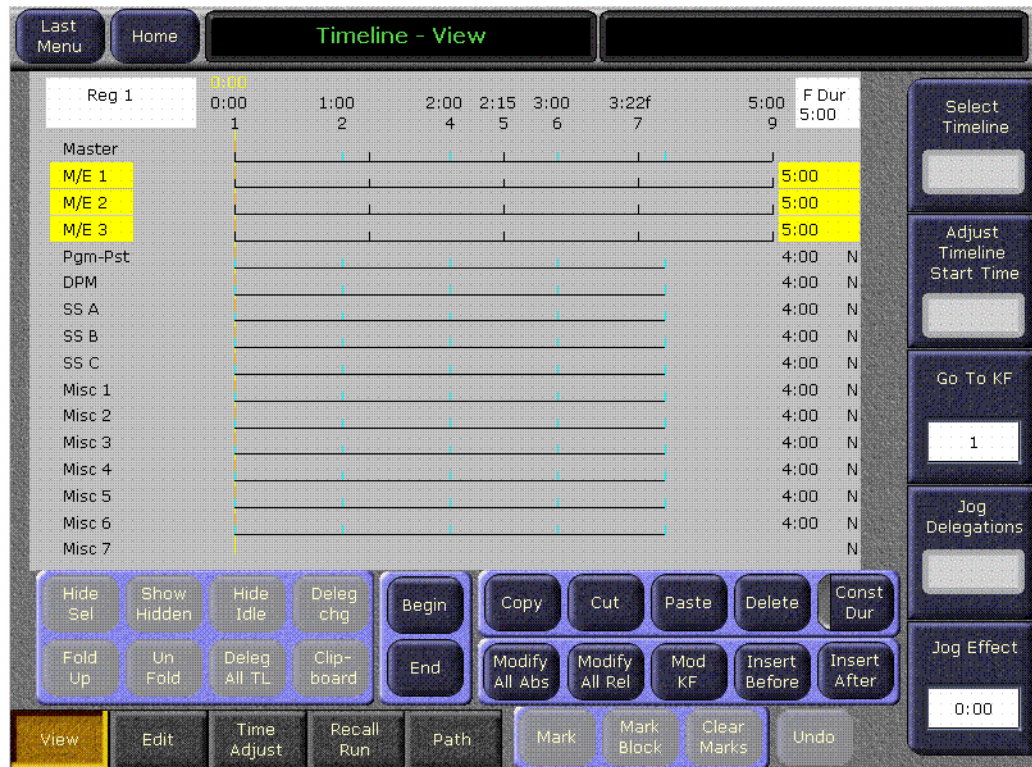 Last
Menu
Home
Timeline - View
Reg 1
0:00
0:00 1:00 2:00 2:15 3:00 3:22f 5:00
1 2 4 5 6 7 9
F Dur
5:00
Master
M/E 1 5:00
M/E 2 5:00
M/E 3 5:00
Pgm-Pst 4:00 N
DPM 4:00 N
SS A 4:00 N
SS B 4:00 N
SS C 4:00 N
Misc 1 4:00 N
Misc 2 4:00 N
Misc 3 4:00 N
Misc 4 4:00 N
Misc 5 4:00 N
Misc 6 4:00 N
Misc 7 N
Select
Timeline
Adjust
Timeline
Start Time
Go To KF
1
Jog
Delegations
Jog Effect
0:00
Hide
Sel
Show
Hidden
Hide
Idle
Deleg
chg
Begin
Copy
Cut
Paste
Delete
Const
Dur
Fold
Up
Un
Fold
Deleg
All TL
Clip-
board
End
Modify
All Abs
Modify
All Rel
Mod
KF
Insert
Before
Insert
After
View
Edit
Time
Adjust
Recall
Run
Path
Mark
Mark
Block
Clear
Marks
Undo